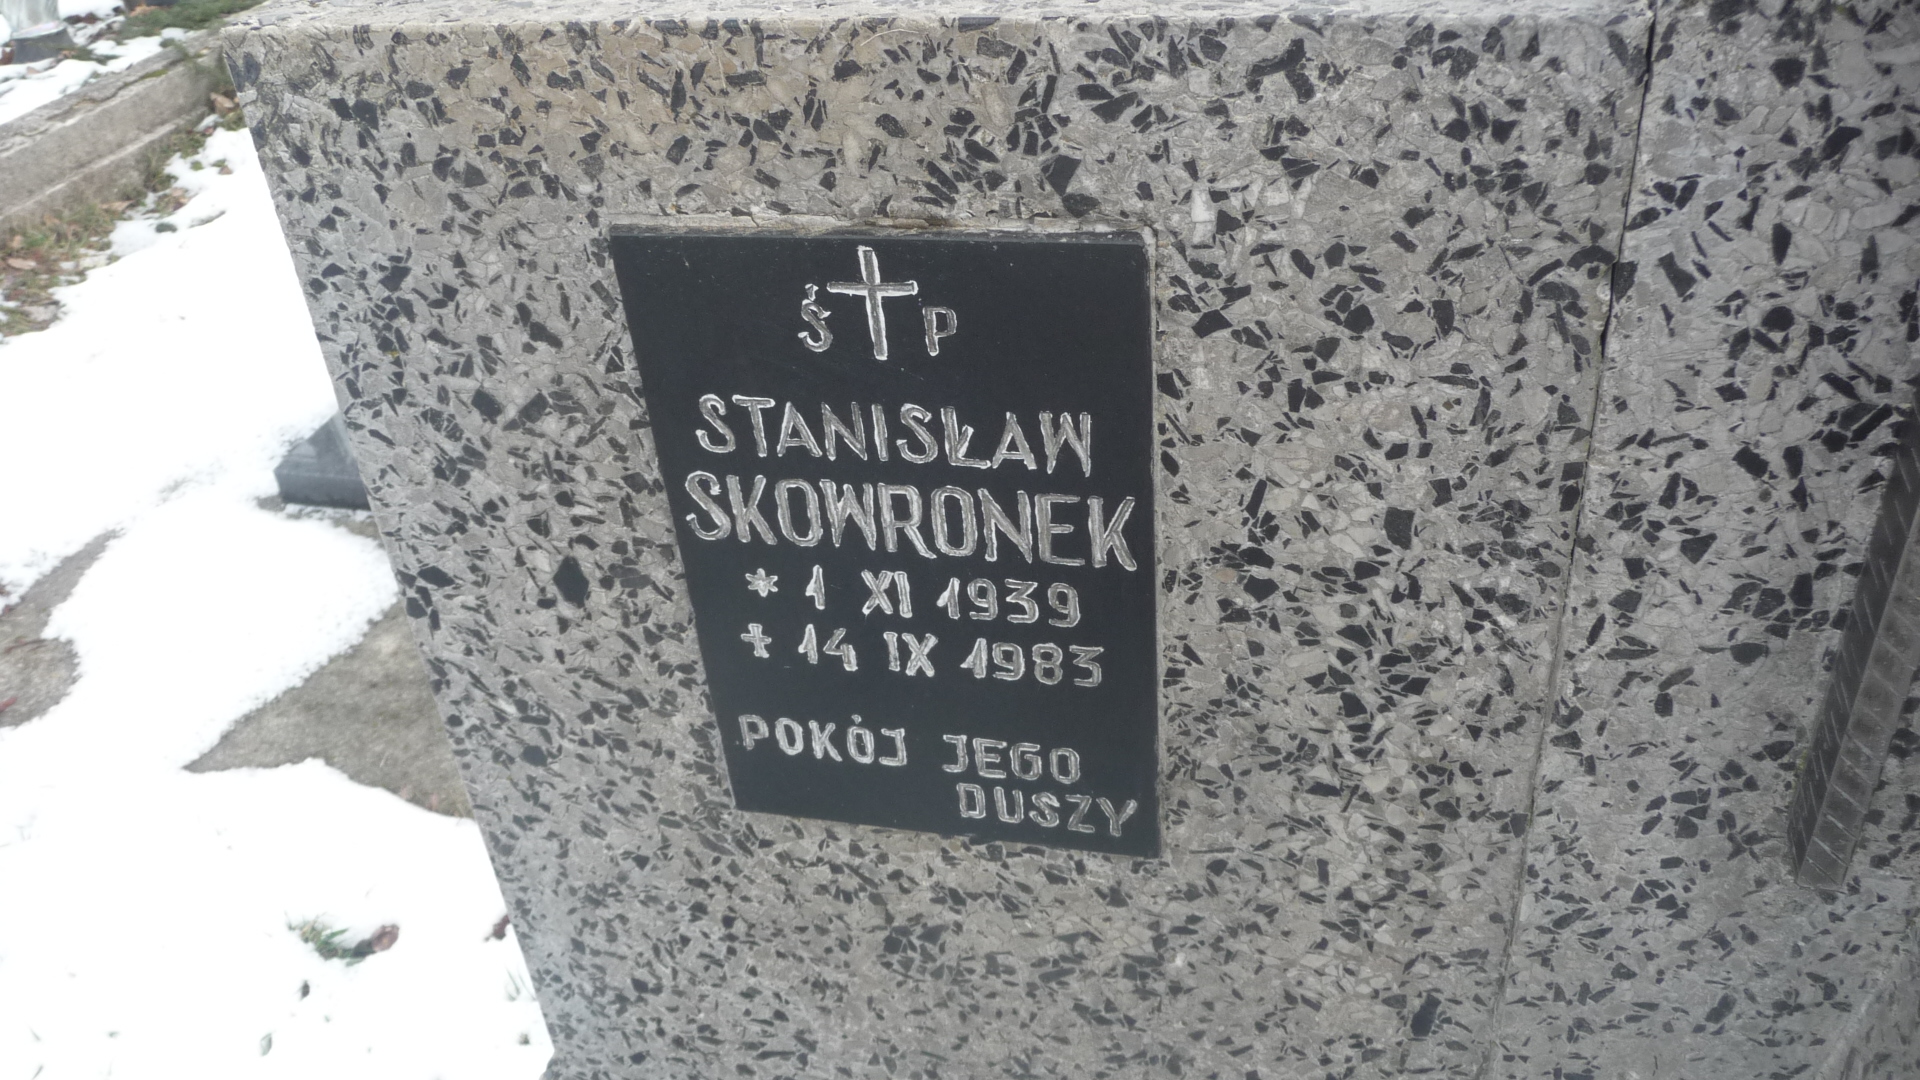 Ś P
STANISŁAW
SKOWRONEK
* 1 XI 1939
+ 14 IX 1983
POKÓJ JEGO
DUSZY